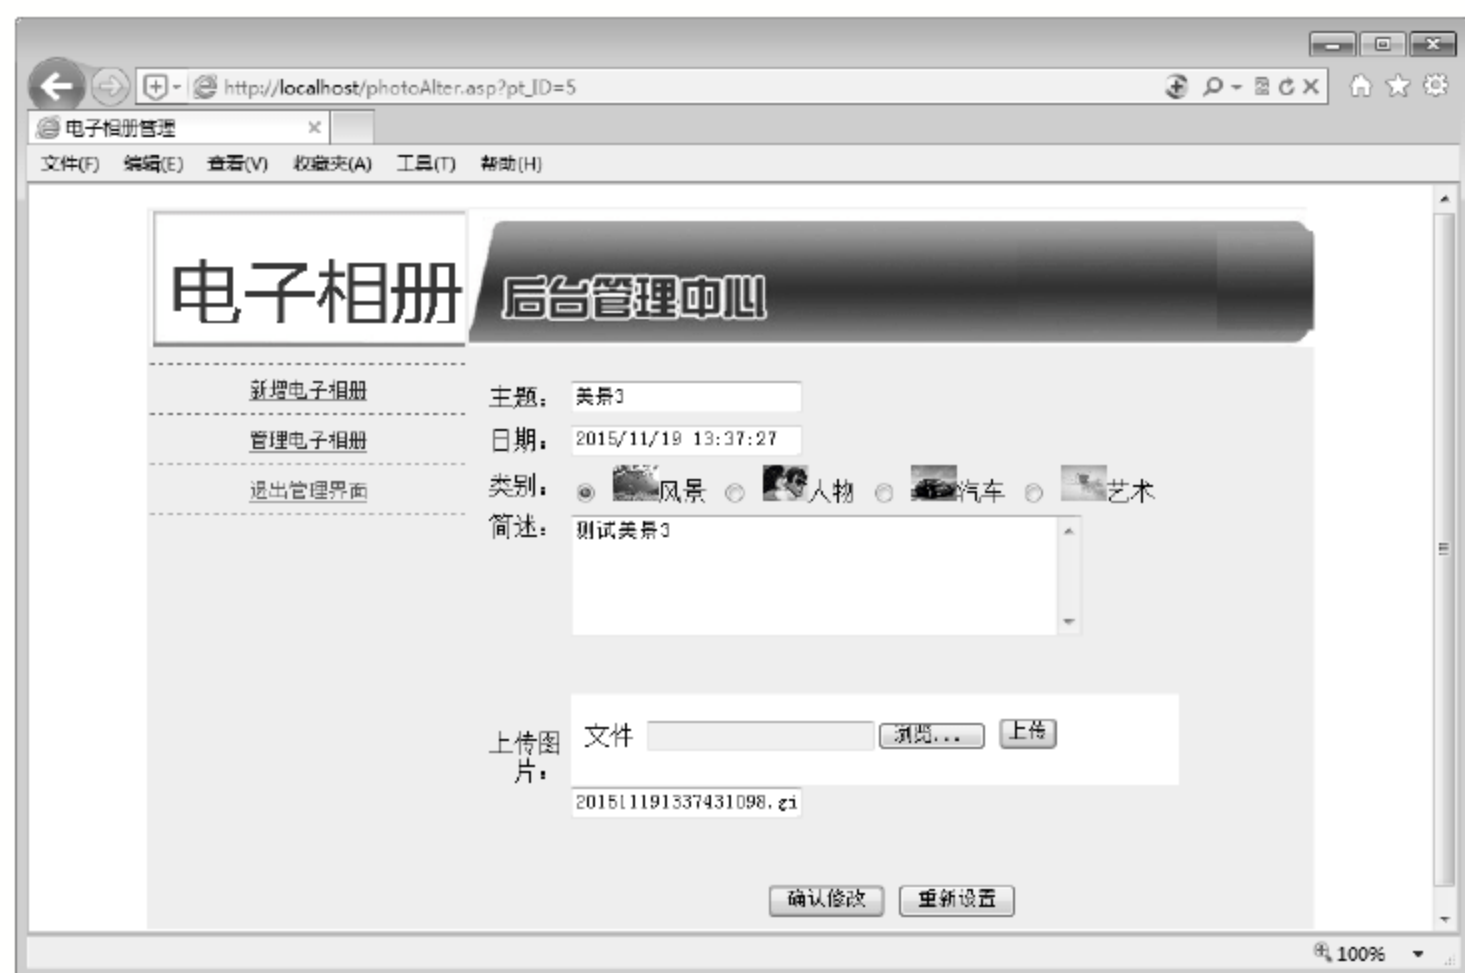 http://localhost/photoAlter.asp?pt_ID=5
电子相册管理
文件(F) 编辑(E) 查看(V) 收藏夹(A) 工具(T) 帮助(H)
电子相册
后台管理中心
新增电子相册
管理电子相册
退出管理界面
主题： 美景3
日期： 2015/11/19 13:37:27
类别： 风景 人物 汽车 艺术
简述： 测试美景3
上传图片：
文件 浏览... 上传
201511191337431098.gi
确认修改 重新设置
100%